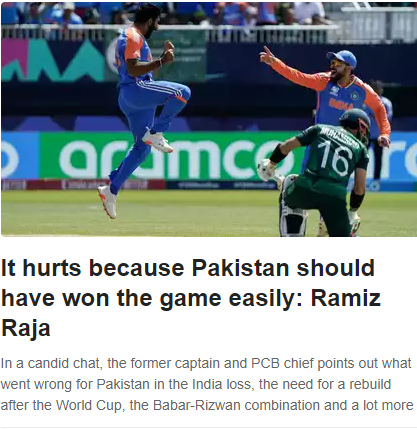 aramco
INDIA
MUHAMMAD
16
It hurts because Pakistan should
have won the game easily: Ramiz
Raja
In a candid chat, the former captain and PCB chief points out what
went wrong for Pakistan in the India loss, the need for a rebuild
after the World Cup, the Babar-Rizwan combination and a lot more